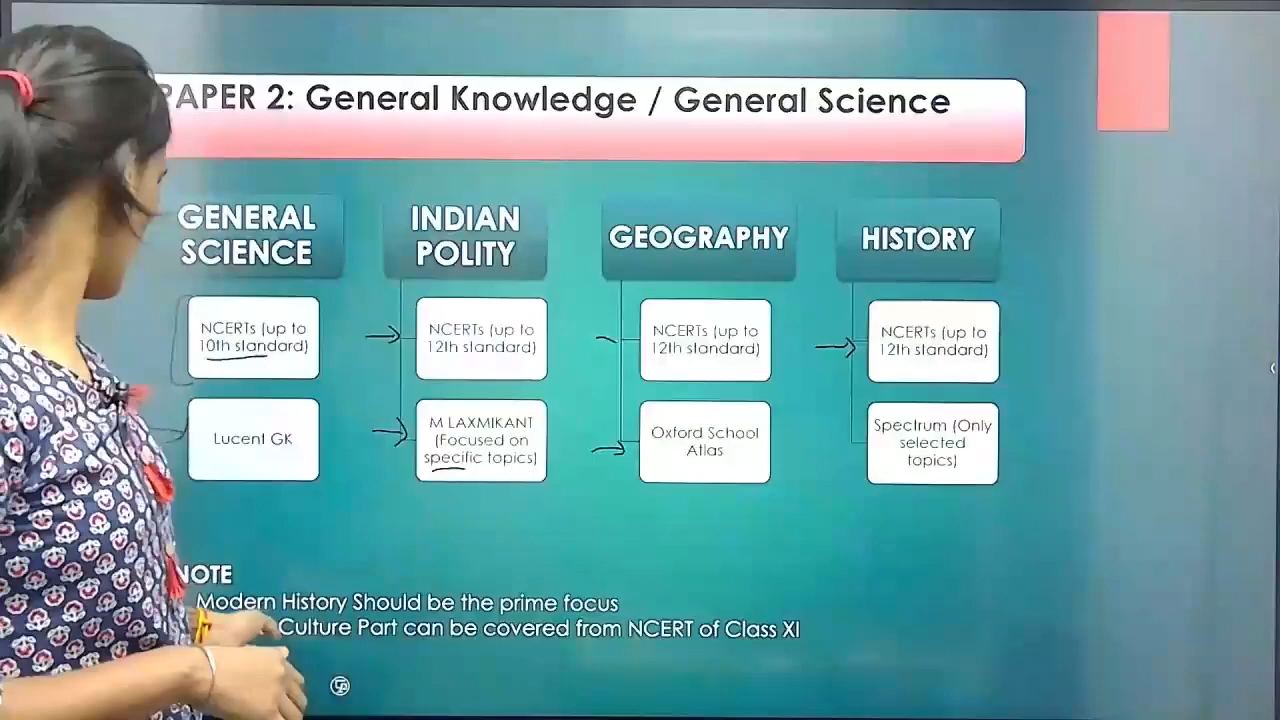 PAPER 2: General Knowledge / General Science
GENERAL
SCIENCE
NCERTs (up to
10th standard)
Lucent GK
INDIAN
POLITY
NCERTs (up to
12th standard)
M LAXMIKANT
(Focused on
specific topics)
GEOGRAPHY
NCERTs (up to
12th standard)
Oxford School
Atlas
HISTORY
NCERTs (up to
12th standard)
Spectrum (Only
selected
topics)
NOTE
Modern History Should be the prime focus
Culture Part can be covered from NCERT of Class XI